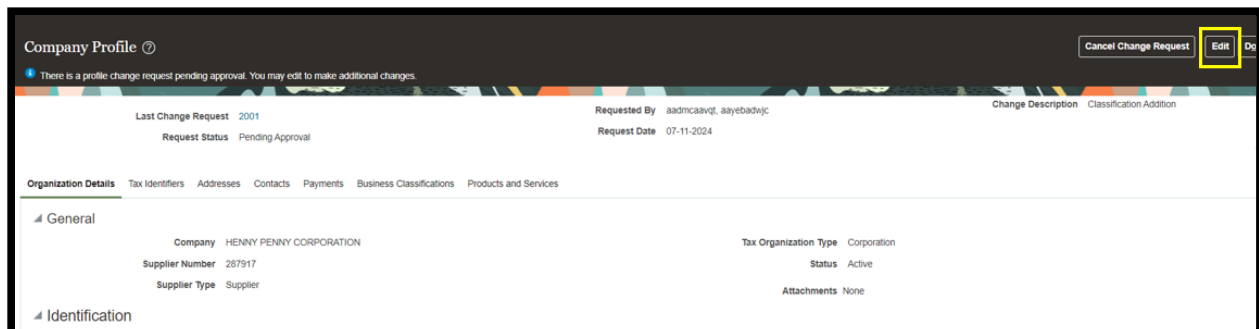 Company Profile
Cancel Change Request
Edit
There is a profile change request pending approval. You may edit to make additional changes.
Last Change Request 2001
Requested By aadmcaavqt, aayebadwjc
Change Description Classification Addition
Request Status Pending Approval
Request Date 07-11-2024
Organization Details Tax Identifiers Addresses Contacts Payments Business Classifications Products and Services
General
Company HENNY PENNY CORPORATION
Tax Organization Type Corporation
Supplier Number 287917
Status Active
Supplier Type Supplier
Attachments None
Identification